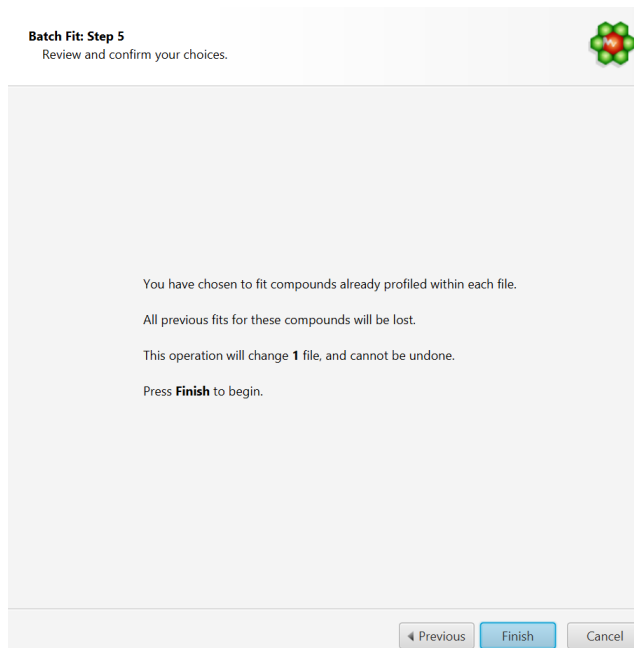 Batch Fit: Step 5
Review and confirm your choices.
You have chosen to fit compounds already profiled within each file.
All previous fits for these compounds will be lost.
This operation will change 1 file, and cannot be undone.
Press Finish to begin.
Previous
Finish
Cancel